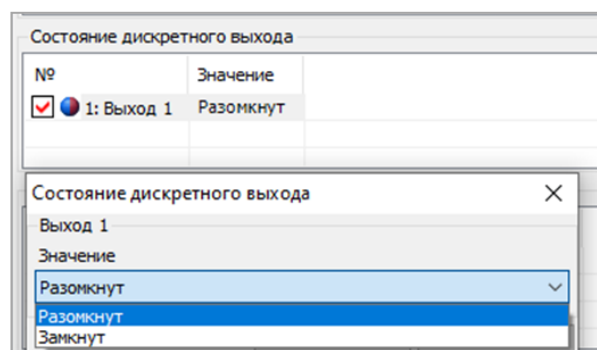 Состояние дискретного выхода
№ Значение
1: Выход 1 Разомкнут
Состояние дискретного выхода
Выход 1
Значение
Разомкнут
Разомкнут
Замкнут